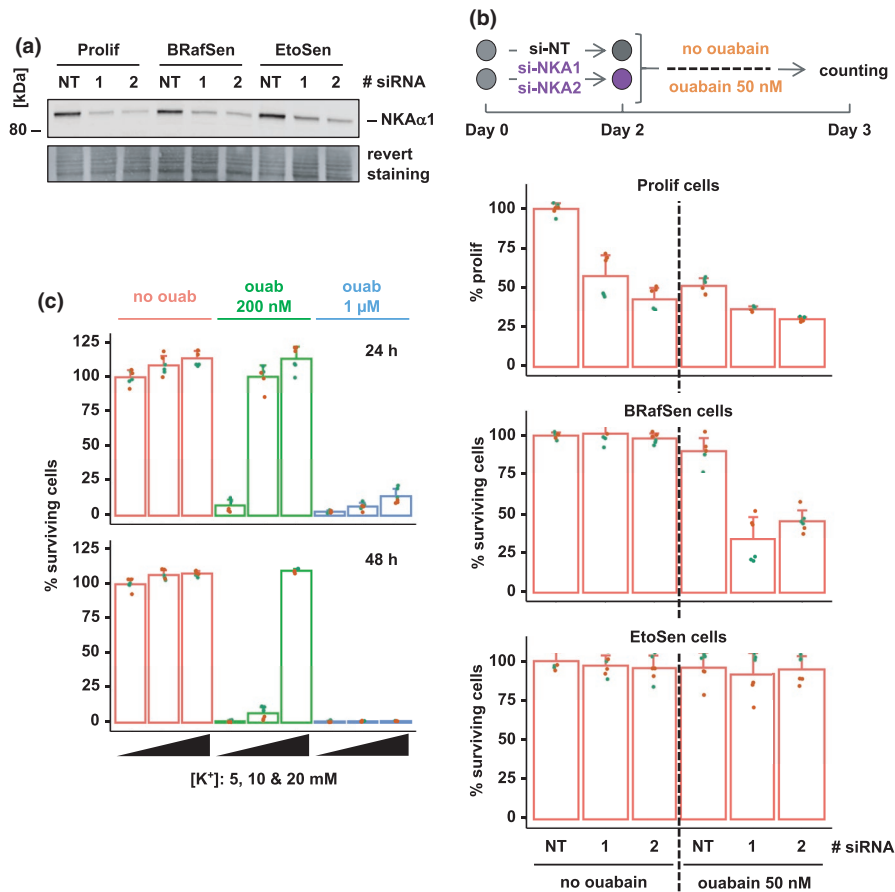 (a)
Prolif BRafSen EtoSen
NT 1 2 NT 1 2 NT 1 2 # siRNA
[kDa]
80 –
– NKAα1
revert
staining
(b)
si-NT
si-NKA1
si-NKA2
no ouabain
ouabain 50 nM
counting
Day 0 Day 2 Day 3
Prolif cells
% prolif
100
75
50
25
0
BRafSen cells
% surviving cells
100
75
50
25
0
EtoSen cells
% surviving cells
100
75
50
25
0
NT 1 2 NT 1 2 # siRNA
no ouabain ouabain 50 nM
(c)
no ouab ouab
200 nM
ouab
1 µM
% surviving cells
24 h
125
100
75
50
25
0
48 h
125
100
75
50
25
0
[K⁺]: 5, 10 & 20 mM